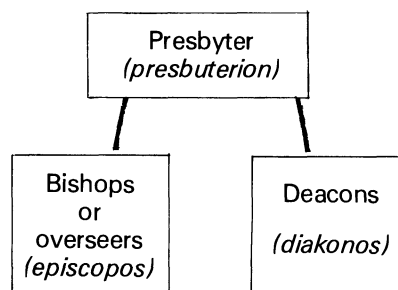 Presbyter
(presbuterion)
Bishops
or
overseers
(episcopos)
Deacons
(diakonos)